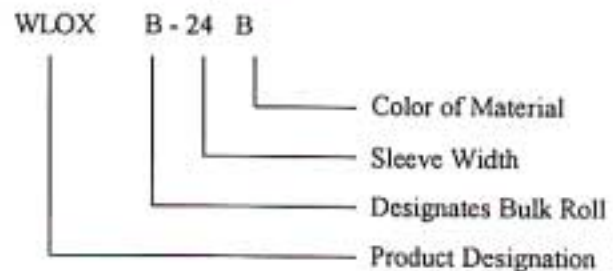 WLOX B - 24 B
Color of Material
Sleeve Width
Designates Bulk Roll
Product Designation